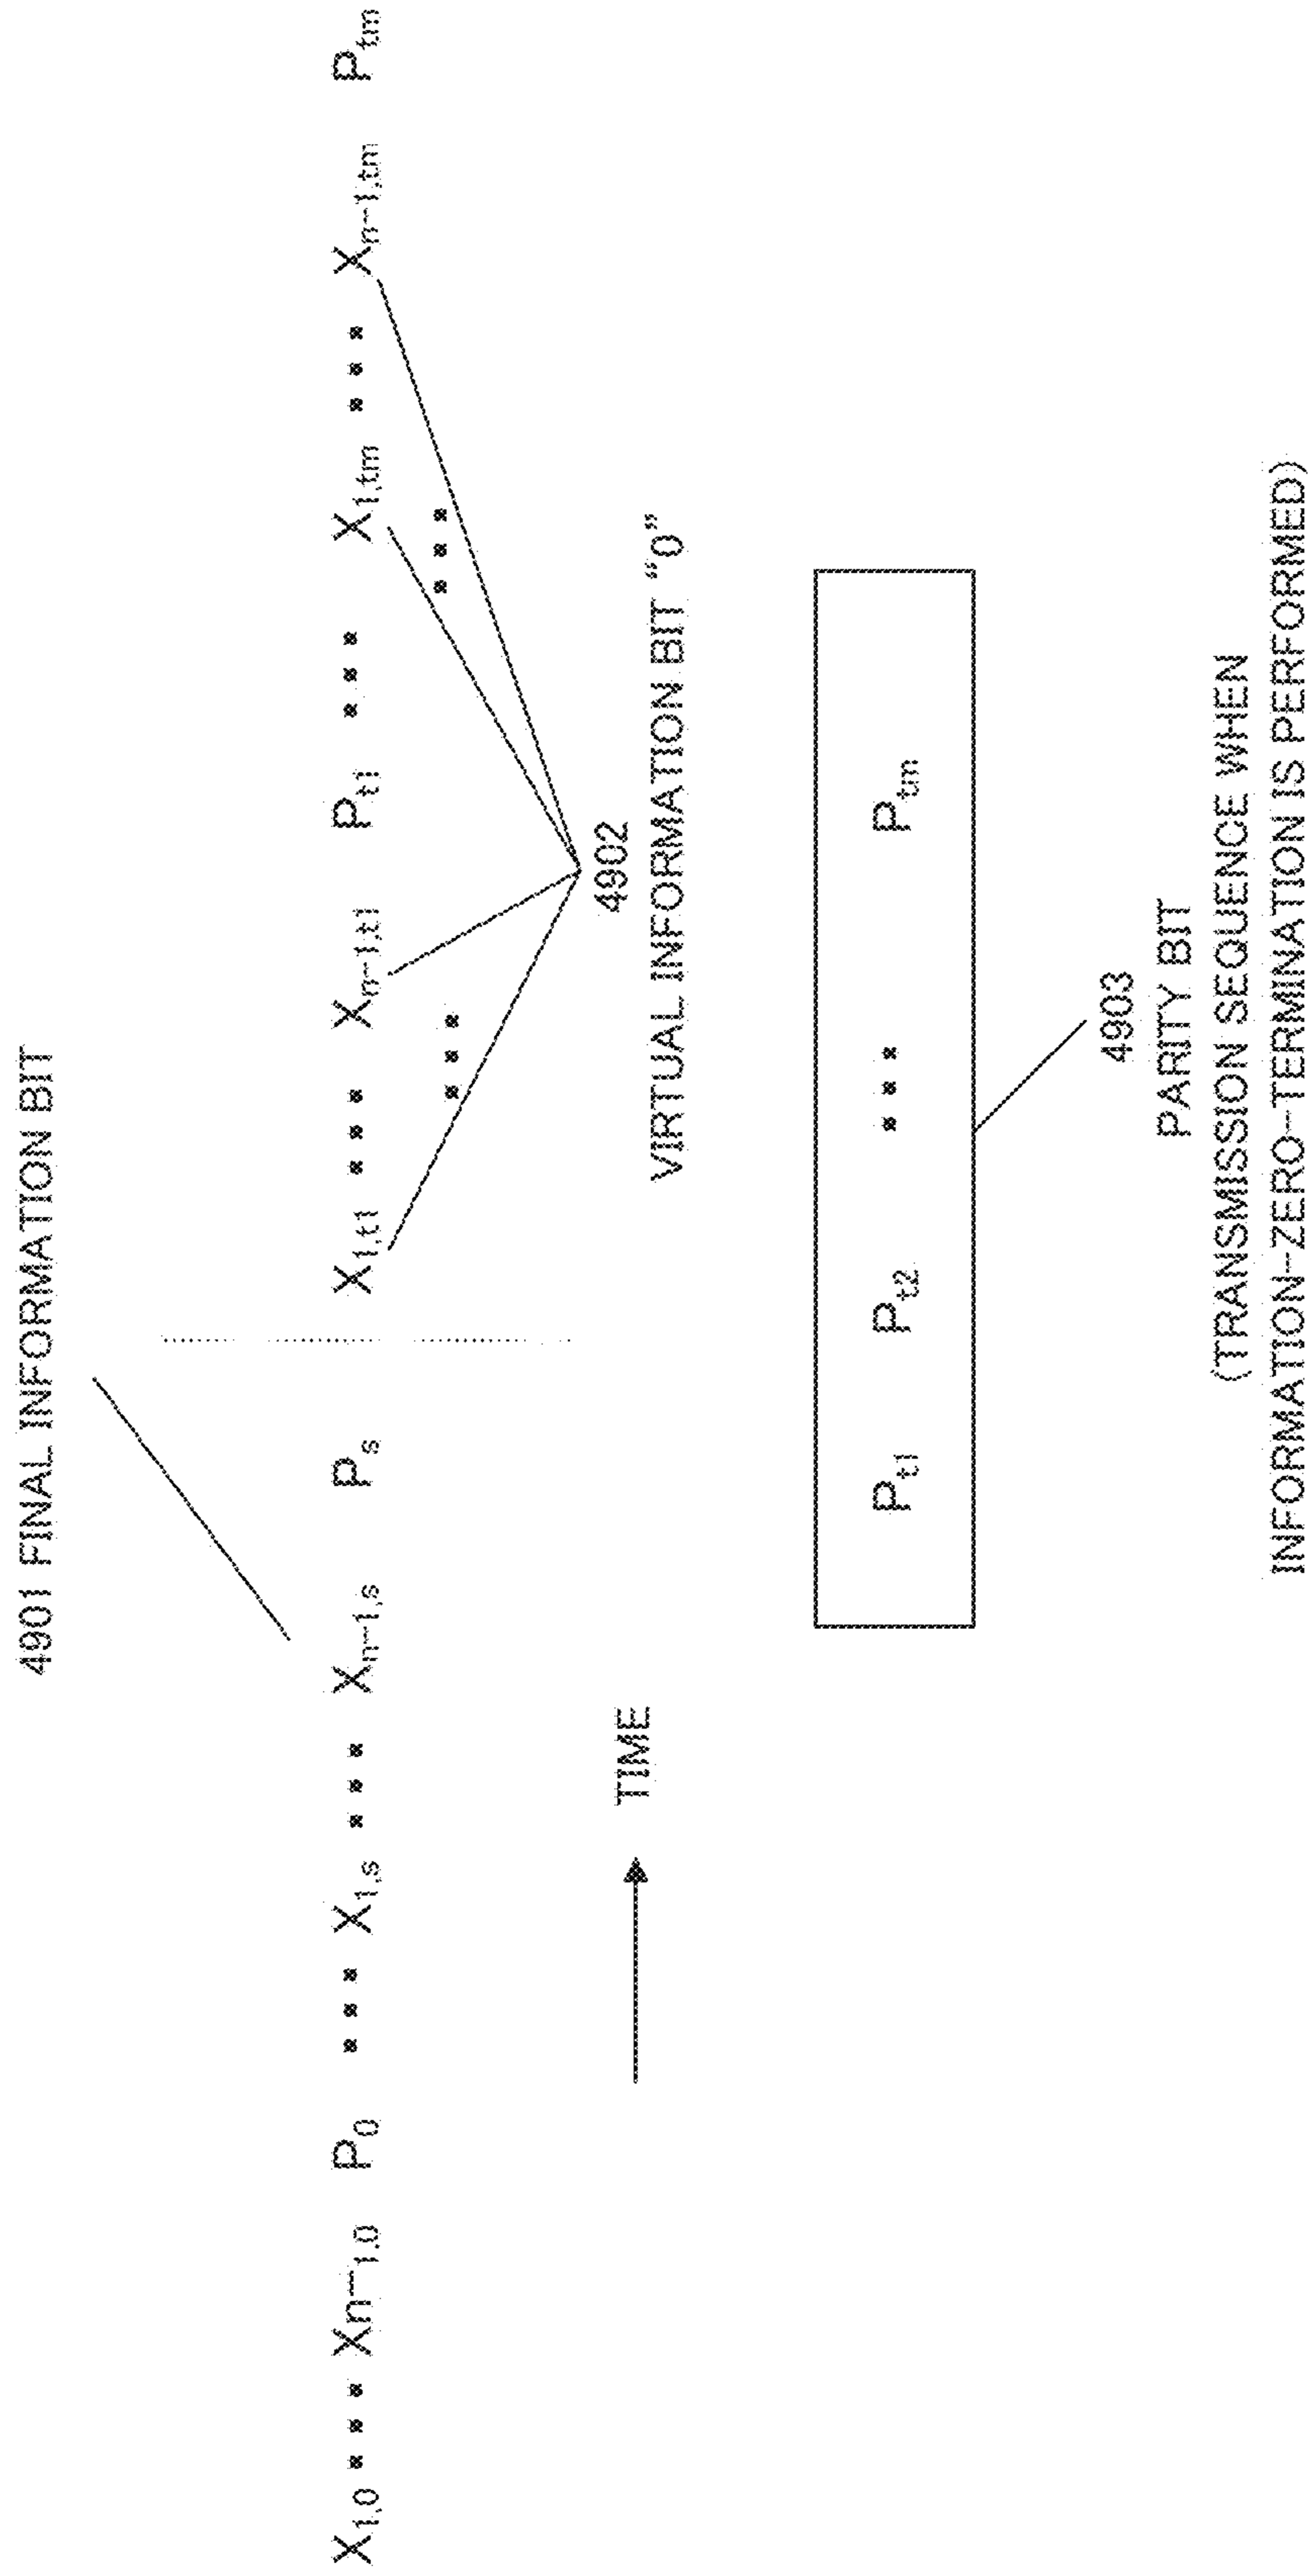 4901 FINAL INFORMATION BIT
X1,0 ••• Xn-1,0 P0 ••• X1,s ••• Xn-1,s Ps X1,t1 ••• Xn-1,t1 Pt1 ••• X1,tm ••• Xn-1,tm Ptm
••• •••
TIME
4902
VIRTUAL INFORMATION BIT “0”
Pt1 Pt2 ••• Ptm
4903
PARITY BIT
(TRANSMISSION SEQUENCE WHEN
INFORMATION-ZERO-TERMINATION IS PERFORMED)